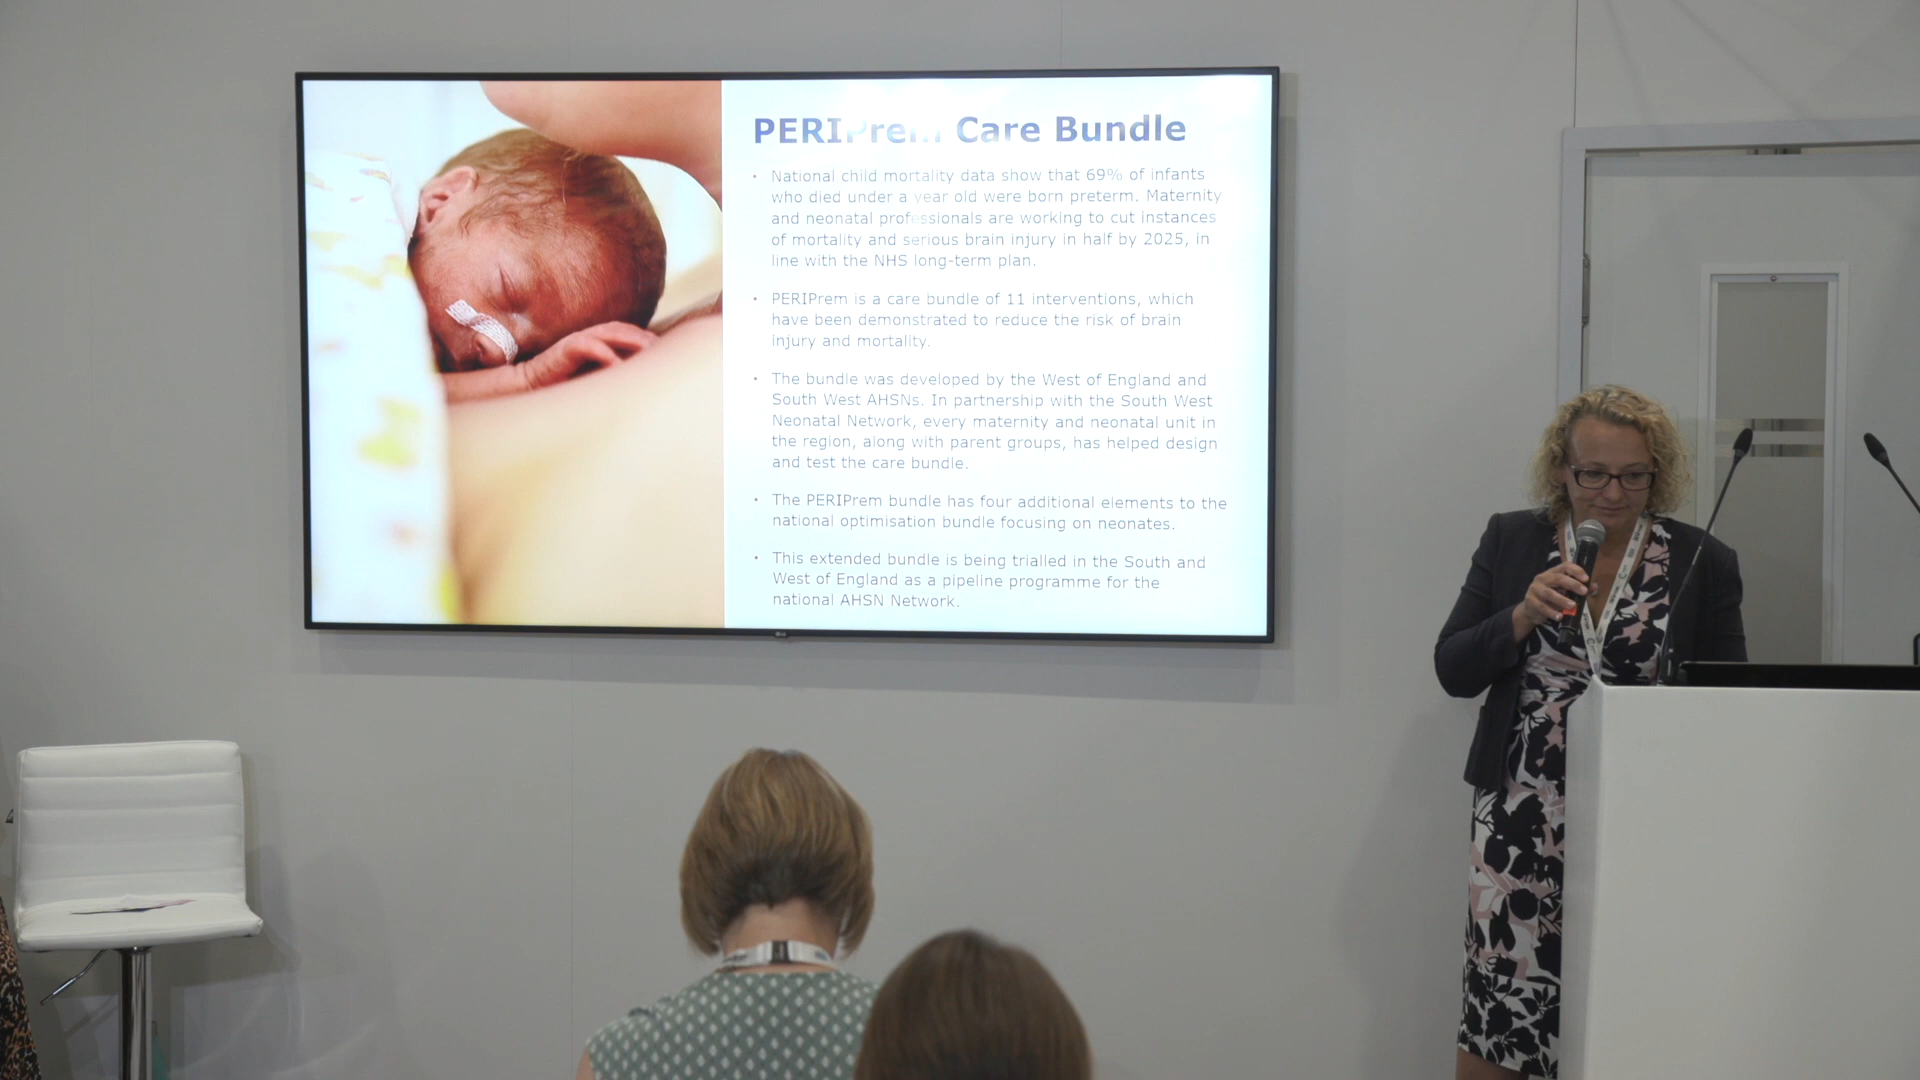 PERIPrem Care Bundle
• National child mortality data show that 69% of infants
who died under a year old were born preterm. Maternity
and neonatal professionals are working to cut instances
of mortality and serious brain injury in half by 2025, in
line with the NHS long-term plan.
• PERIPrem is a care bundle of 11 interventions, which
have been demonstrated to reduce the risk of brain
injury and mortality.
• The bundle was developed by the West of England and
South West AHSNs. In partnership with the South West
Neonatal Network, every maternity and neonatal unit in
the region, along with parent groups, has helped design
and test the care bundle.
• The PERIPrem bundle has four additional elements to the
national optimisation bundle focusing on neonates.
• This extended bundle is being trialled in the South and
West of England as a pipeline programme for the
national AHSN Network.